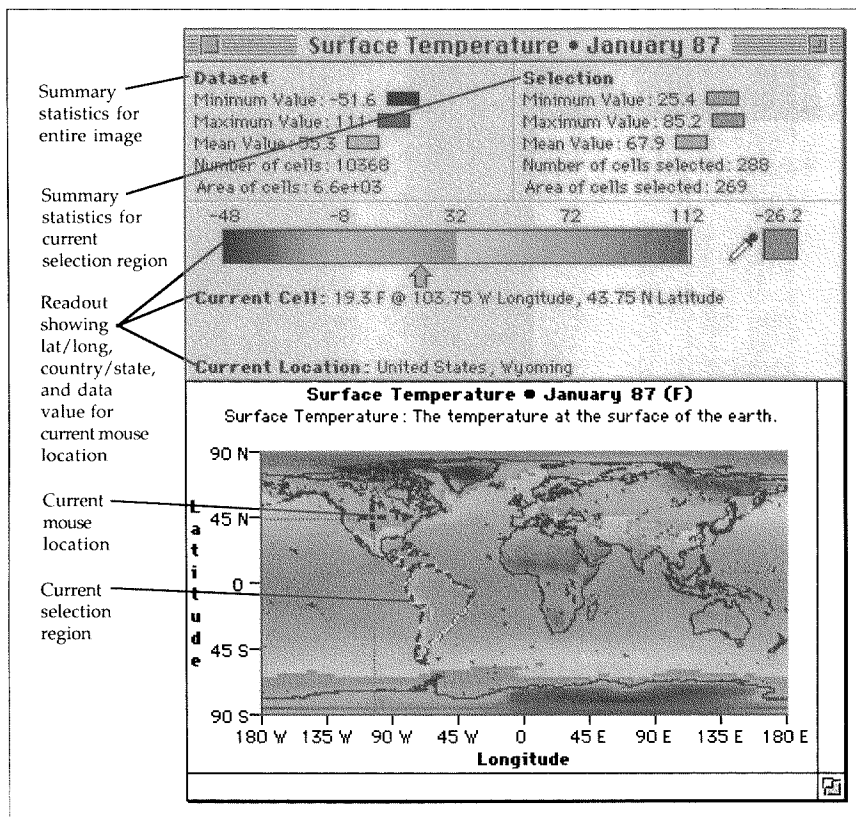 Surface Temperature • January 87
Summary
statistics for
entire image
Summary
statistics for
current
selection region
Readout
showing
lat/long,
country/state,
and data
value for
current mouse
location
Current
mouse
location
Current
selection
region
Dataset
Minimum Value: -51.6
Maximum Value: 111
Mean Value: 55.3
Number of cells: 10368
Area of cells: 6.6e+03
Selection
Minimum Value: 25.4
Maximum Value: 85.2
Mean Value: 67.9
Number of cells selected: 288
Area of cells selected: 269
-48 -8 32 72 112 -26.2
Current Cell: 19.3 F @ 103.75 W Longitude, 43.75 N Latitude
Current Location: United States, Wyoming
Surface Temperature • January 87 (F)
Surface Temperature: The temperature at the surface of the earth.
Latitude
90 N
45 N
0
45 S
90 S
180 W 135 W 90 W 45 W 0 45 E 90 E 135 E 180 E
Longitude